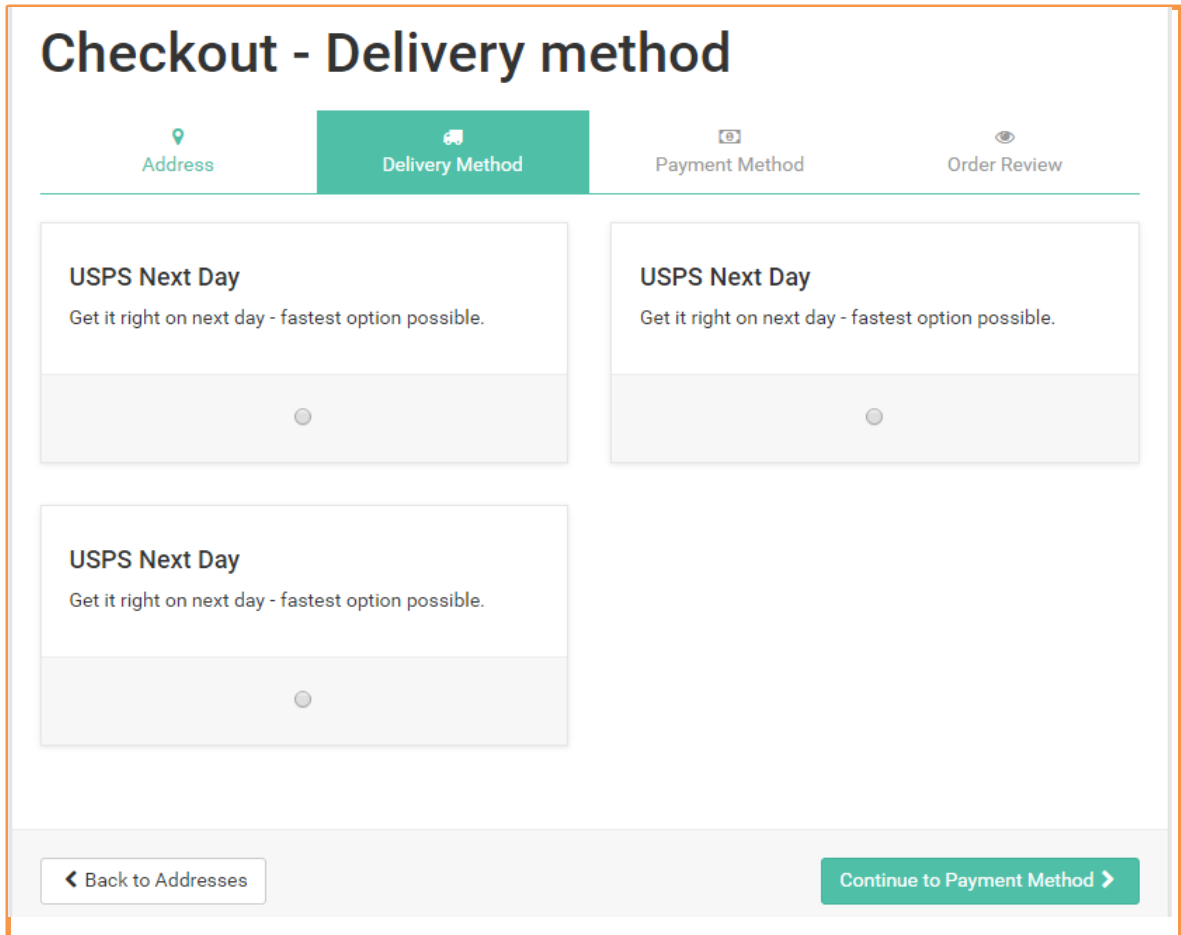 Checkout - Delivery method
Address
Delivery Method
Payment Method
Order Review
USPS Next Day
Get it right on next day - fastest option possible.
USPS Next Day
Get it right on next day - fastest option possible.
USPS Next Day
Get it right on next day - fastest option possible.
Back to Addresses
Continue to Payment Method